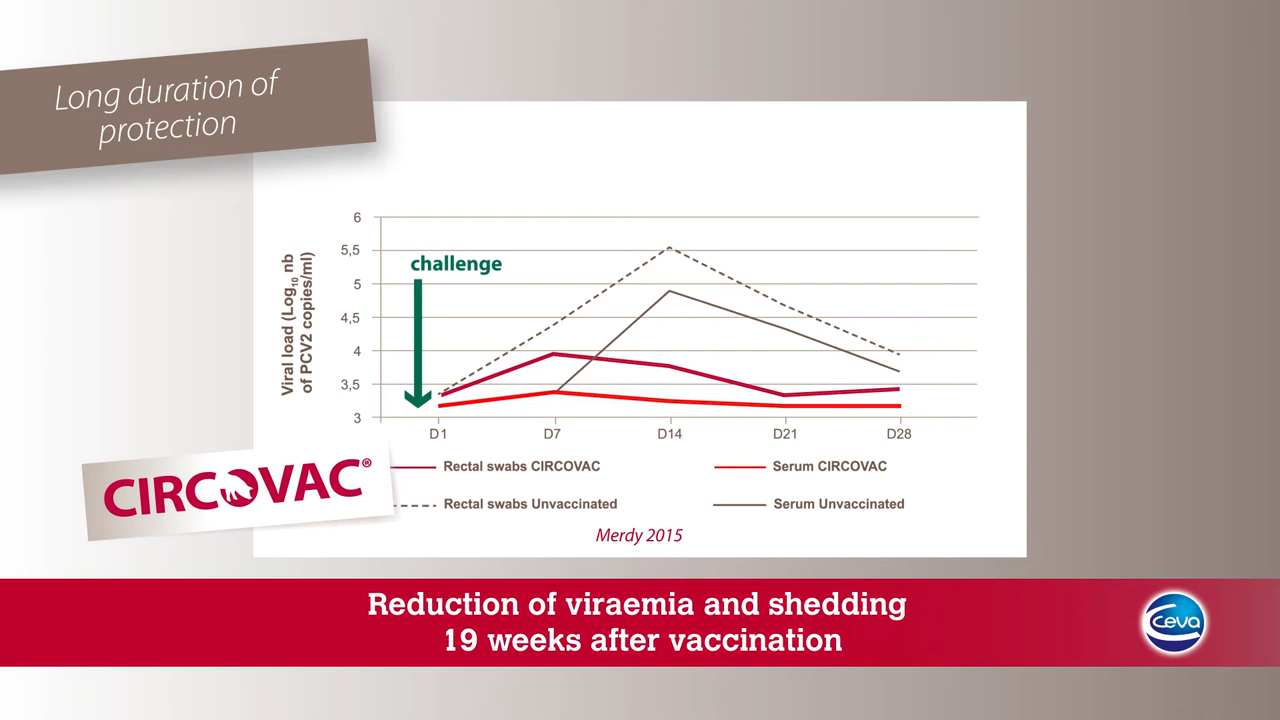 Long duration of
protection
Viral load (Log10 nb
of PCV2 copies/ml)
6
5,5
5
4,5
4
3,5
3
challenge
D1
D7
D14
D21
D28
Rectal swabs CIRCOVAC
Serum CIRCOVAC
Rectal swabs Unvaccinated
Serum Unvaccinated
Merdy 2015
CIRCOVAC®
Reduction of viraemia and shedding
19 weeks after vaccination
Ceva